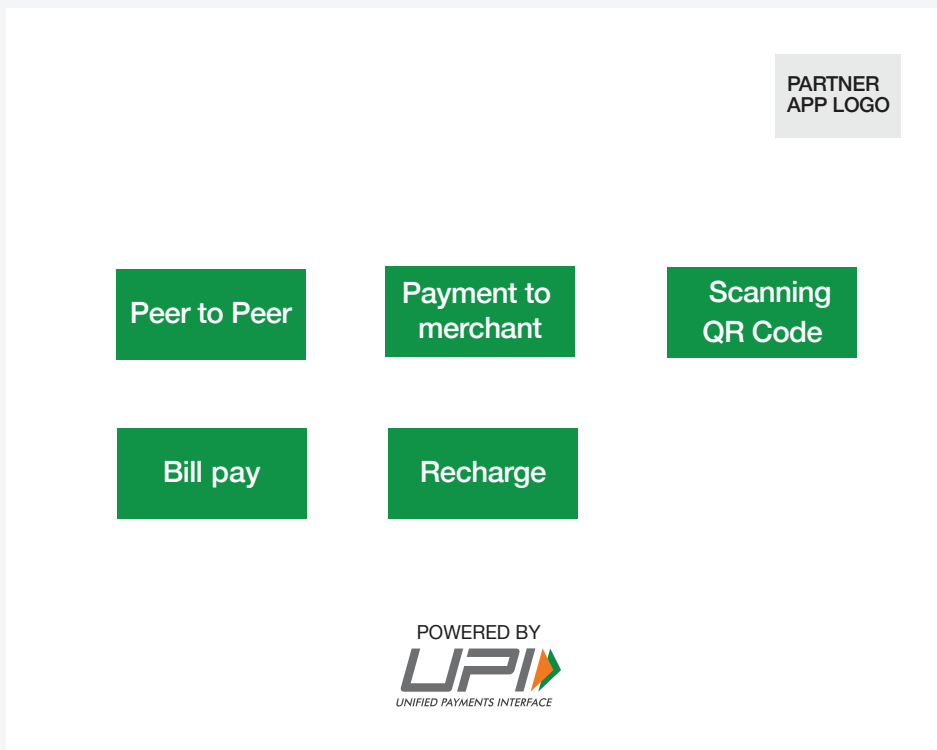 PARTNER
APP LOGO
Peer to Peer
Payment to
merchant
Scanning
QR Code
Bill pay
Recharge
POWERED BY
UPI
UNIFIED PAYMENTS INTERFACE